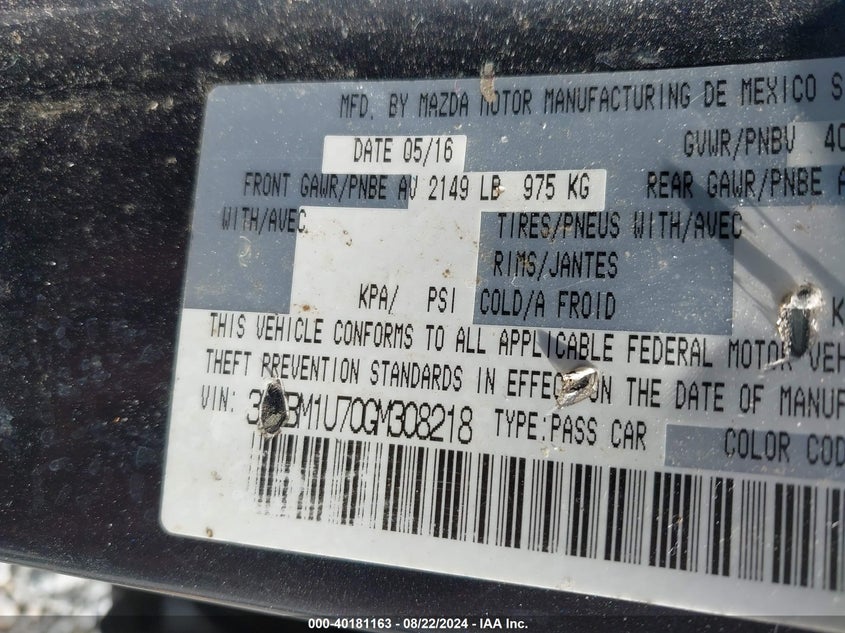 MFD. BY MAZDA MOTOR MANUFACTURING DE MEXICO S
DATE 05/16 GVWR/PNBV 40
FRONT GAWR/PNBE AV 2149 LB 975 KG REAR GAWR/PNBE A
WITH/AVEC TIRES/PNEUS WITH/AVEC
RIMS/JANTES
KPA/ PSI COLD/A FROID K
THIS VEHICLE CONFORMS TO ALL APPLICABLE FEDERAL MOTOR VEH
THEFT PREVENTION STANDARDS IN EFFECT ON THE DATE OF MANUF
VIN: TYPE:PASS CAR COLOR COD
000-40181163 - 08/22/2024 - IAA Inc.